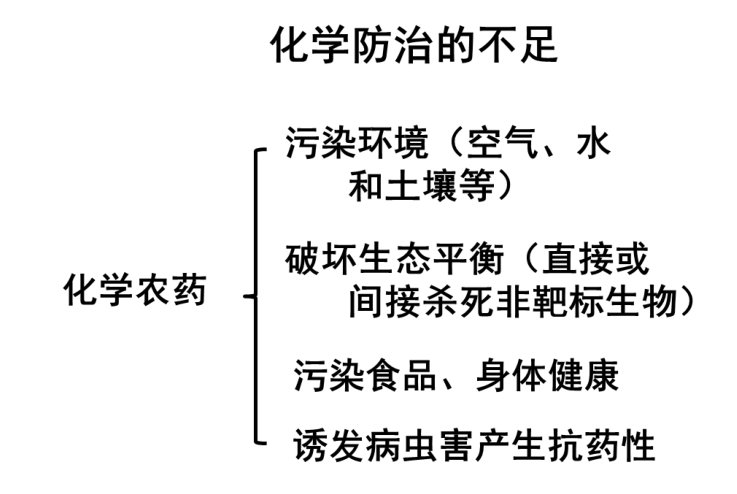 化学防治的不足
污染环境（空气、水
和土壤等）
化学农药
破坏生态平衡（直接或
间接杀死非靶标生物）
污染食品、身体健康
诱发病虫害产生抗药性